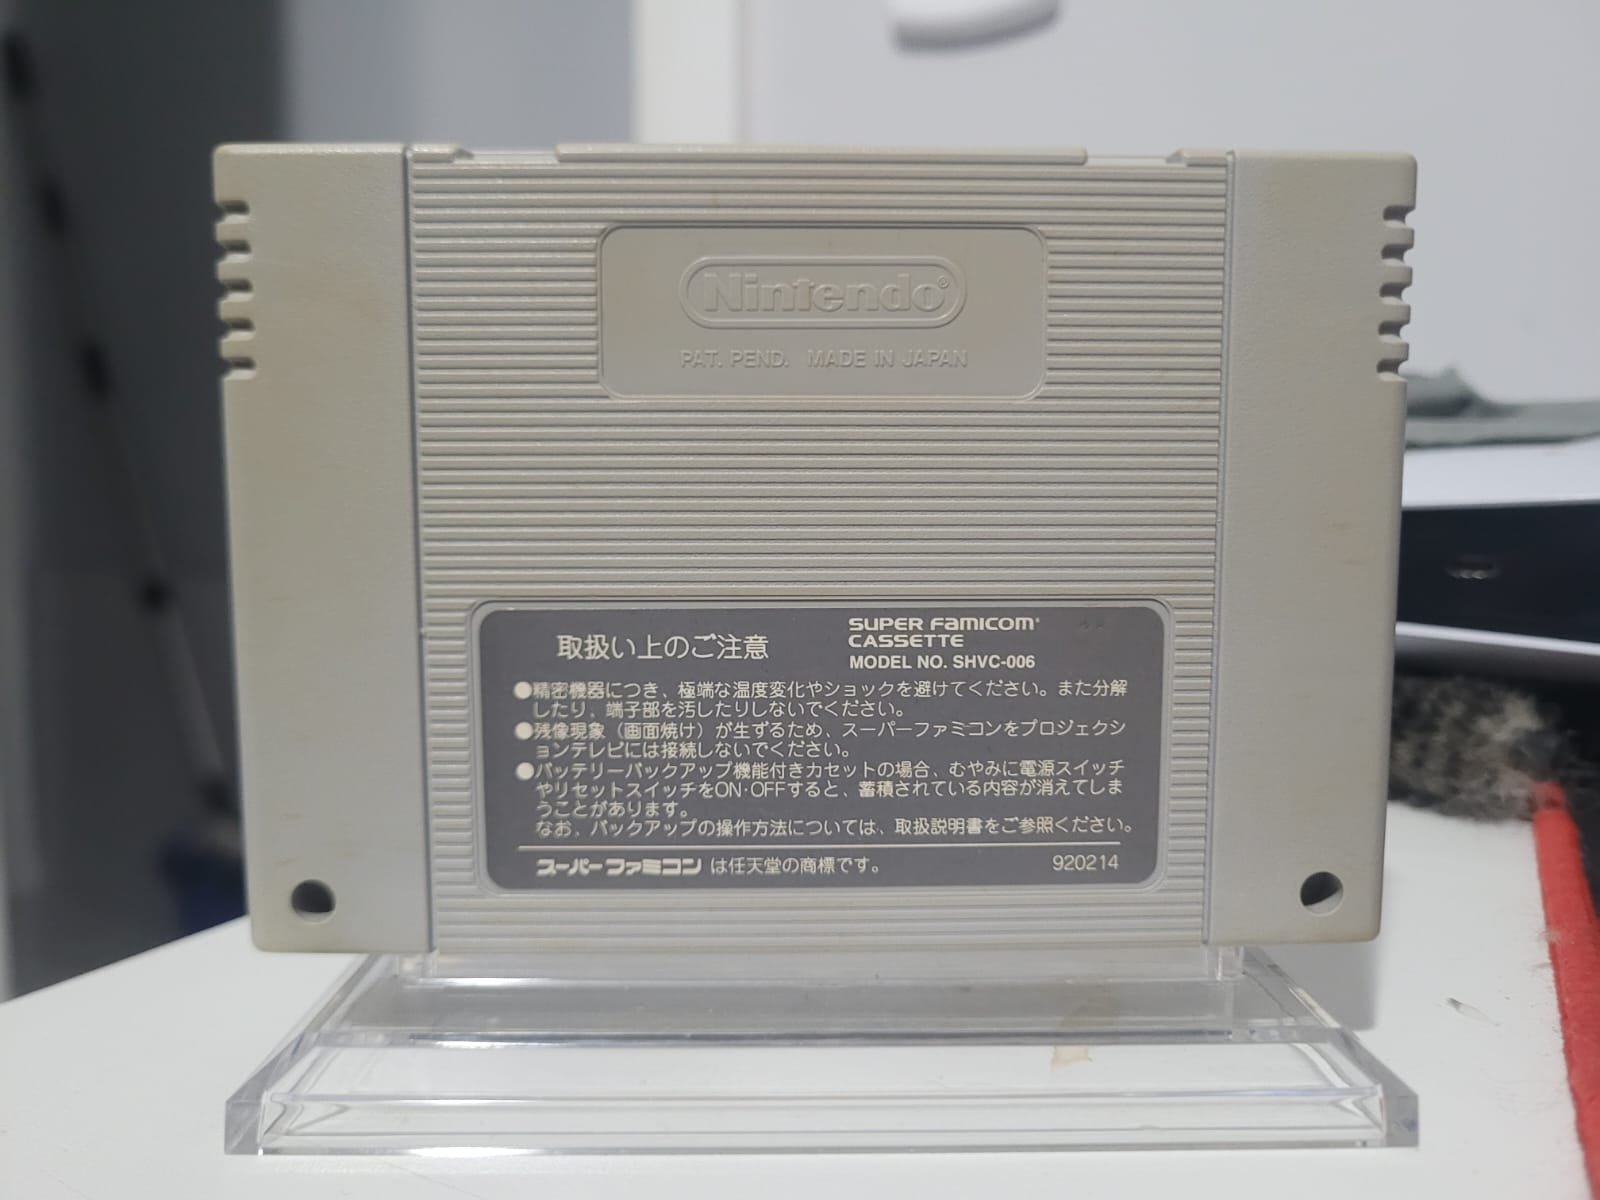 Nintendo®
PAT. PEND. MADE IN JAPAN
取扱い上のご注意
SUPER FAMICOM®
CASSETTE
MODEL NO. SHVC-006
●精密機器につき、極端な温度変化やショックを避けてください。また分解
したり、端子部を汚したりしないでください。
●残像現象（画面焼け）が生ずるため、スーパーファミコンをプロジェクシ
ョンテレビには接続しないでください。
●バッテリーバックアップ機能付きカセットの場合、むやみに電源スイッチ
やリセットスイッチをON·OFFすると、蓄積されている内容が消えてしま
うことがあります。
なお、バックアップの操作方法については、取扱説明書をご参照ください。
スーパーファミコン は任天堂の商標です。
920214